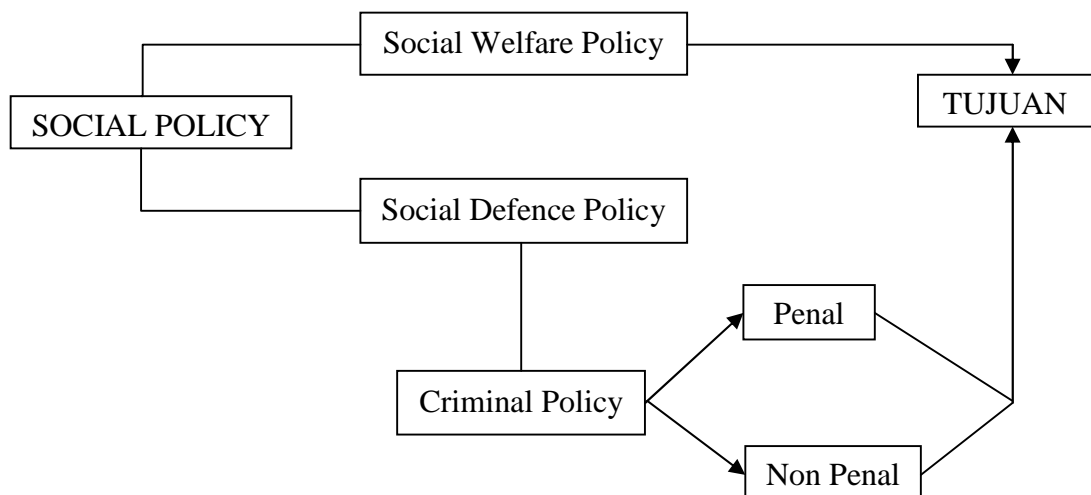 Social Welfare Policy
TUJUAN
SOCIAL POLICY
Social Defence Policy
Penal
Criminal Policy
Non Penal